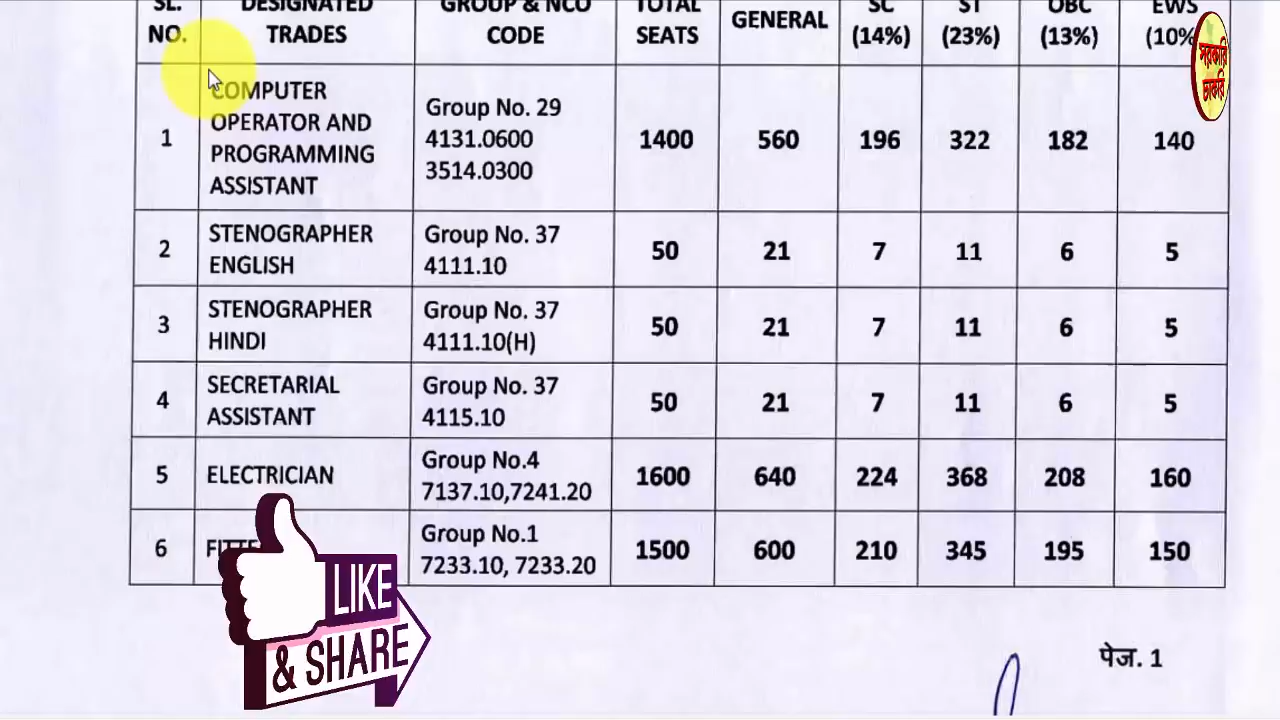 SL. NO.
DESIGNATED TRADES
GROUP & NCO CODE
TOTAL SEATS
GENERAL
SC (14%)
ST (23%)
OBC (13%)
EWS (10%
সরকারি
চাকরি
1
COMPUTER
OPERATOR AND
PROGRAMMING
ASSISTANT
Group No. 29
4131.0600
3514.0300
1400 560 196 322 182 140
2
STENOGRAPHER
ENGLISH
Group No. 37
4111.10
50 21 7 11 6 5
3
STENOGRAPHER
HINDI
Group No. 37
4111.10(H)
50 21 7 11 6 5
4
SECRETARIAL
ASSISTANT
Group No. 37
4115.10
50 21 7 11 6 5
5
ELECTRICIAN
Group No.4
7137.10,7241.20
1600 640 224 368 208 160
6
Group No.1
7233.10, 7233.20
1500 600 210 345 195 150
LIKE
& SHARE
पेज. 1